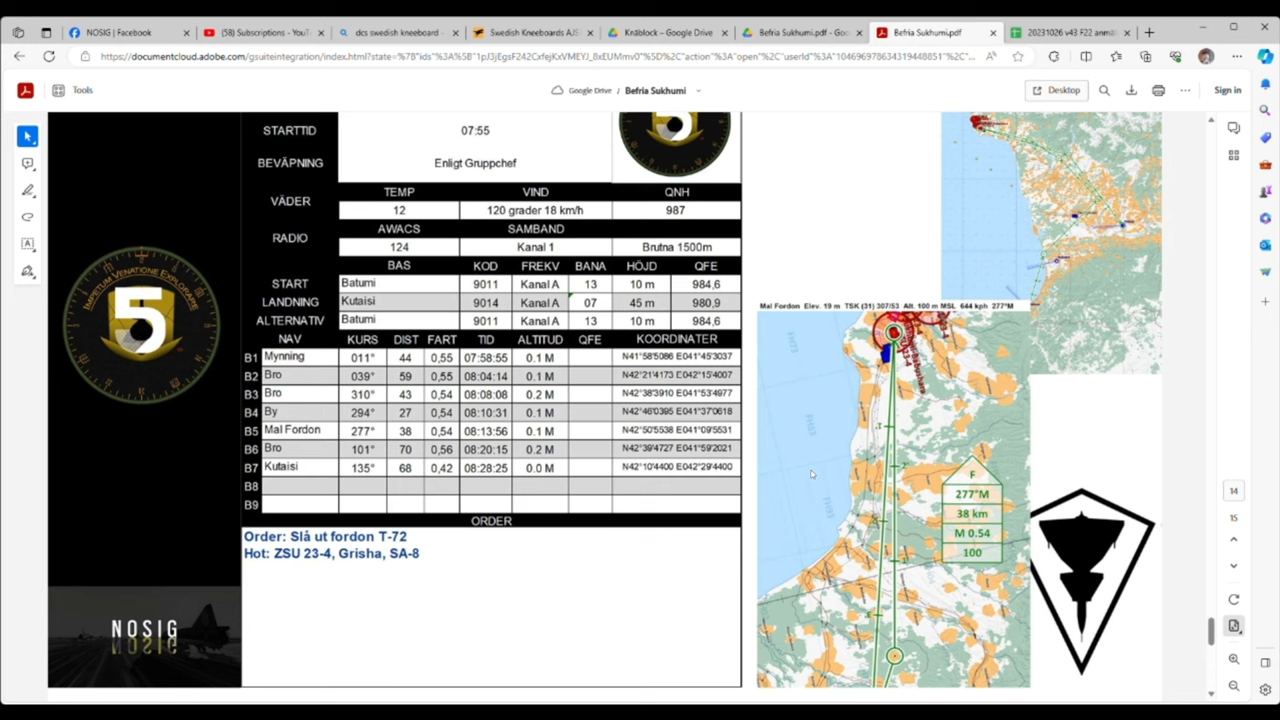 NOSIG | Facebook
(58) Subscriptions - YouT
dcs swedish kneeboard -
Swedish Kneeboards AJS
Knäblock – Google Drive
Befria Sukhumi.pdf - Goo
Befria Sukhumi.pdf
20231026 v43 F22 anmä
Tools
Google Drive
Befria Sukhumi
Desktop
Sign in
STARTTID 07:55
BEVÄPNING Enligt Gruppchef
TEMP VIND QNH
VÄDER
12 120 grader 18 km/h 987
AWACS SAMBAND
RADIO
124 Kanal 1 Brutna 1500m
BAS KOD FREKV BANA HÖJD QFE
START Batumi 9011 Kanal A 13 10 m 984,6
LANDNING Kutaisi 9014 Kanal A 07 45 m 980,9
ALTERNATIV Batumi 9011 Kanal A 13 10 m 984,6
NAV KURS DIST FART TID ALTITUD QFE KOORDINATER
B1 Mynning 011° 44 0,55 07:58:55 0.1 M N41°58'5086 E041°45'3037
B2 Bro 039° 59 0,55 08:04:14 0.1 M N42°21'4173 E042°15'4007
B3 Bro 310° 43 0,54 08:08:08 0.2 M N42°38'3910 E041°53'4977
B4 By 294° 27 0,54 08:10:31 0.1 M N42°46'0395 E041°37'0618
B5 Mal Fordon 277° 38 0,54 08:13:56 0.1 M N42°50'5538 E041°09'5531
B6 Bro 101° 70 0,56 08:20:15 0.2 M N42°39'4727 E041°59'2021
B7 Kutaisi 135° 68 0,42 08:28:25 0.0 M N42°10'4400 E042°29'4400
B8
B9
ORDER
Order: Slå ut fordon T-72
Hot: ZSU 23-4, Grisha, SA-8
IMPETUM VENATIONE EXPLORARE
5
NOSIG
Mal Fordon Elev. 19 m TSK (31) 307/53 Alt. 100 m MSL 644 kph 277°M
F
277°M
38 km
M 0.54
100
14
15